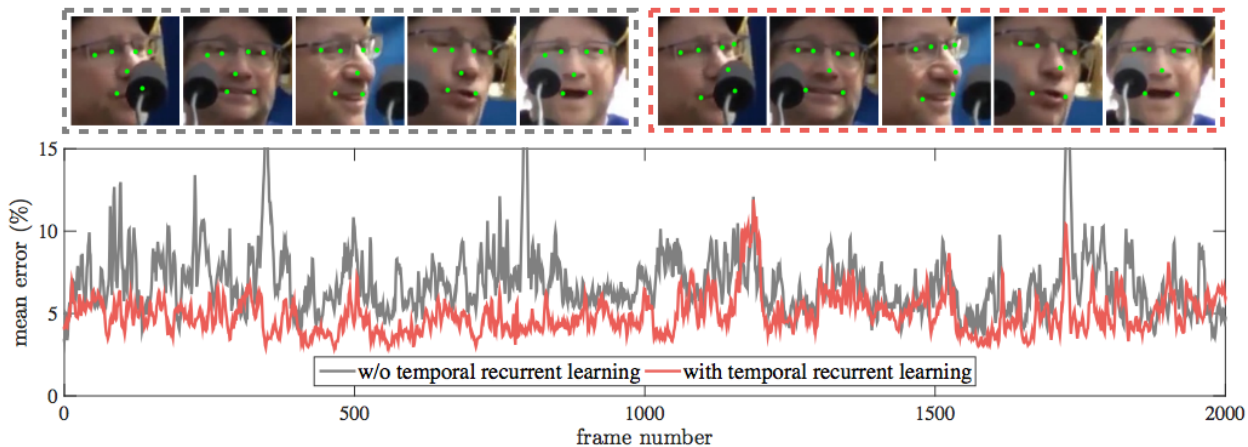 15
10
5
0
mean error (%)
w/o temporal recurrent learning
with temporal recurrent learning
0
500
1000
1500
2000
frame number